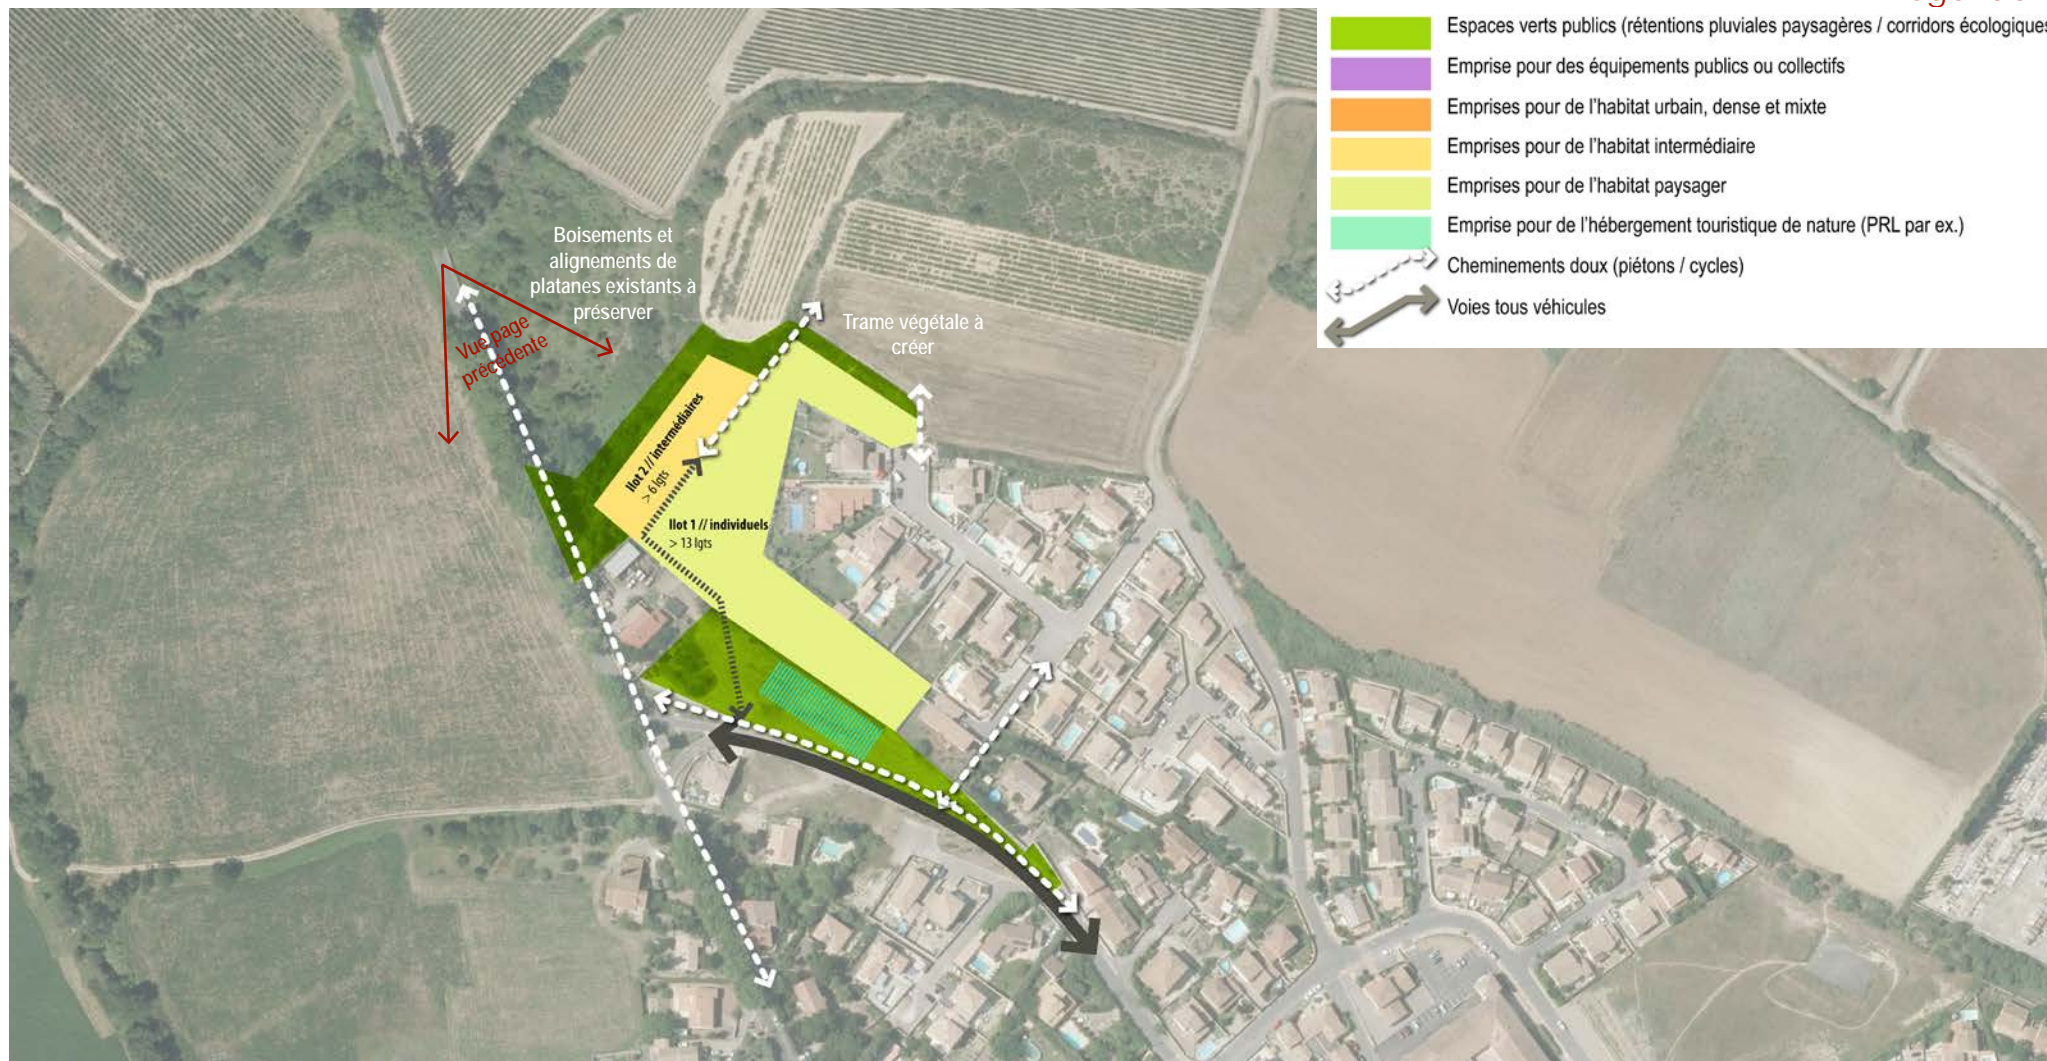 Espaces verts publics (rétentions pluviales paysagères / corridors écologiques
Emprise pour des équipements publics ou collectifs
Emprises pour de l'habitat urbain, dense et mixte
Emprises pour de l'habitat intermédiaire
Emprises pour de l'habitat paysager
Emprise pour de l'hébergement touristique de nature (PRL par ex.)
Cheminements doux (piétons / cycles)
Voies tous véhicules
Boisements et
alignements de
platanes existants à
préserver
Vue page
précédente
Trame végétale à
créer
Ilot 2 // intermédiaires
> 6 lgts
Ilot 1 // individuels
> 13 lgts